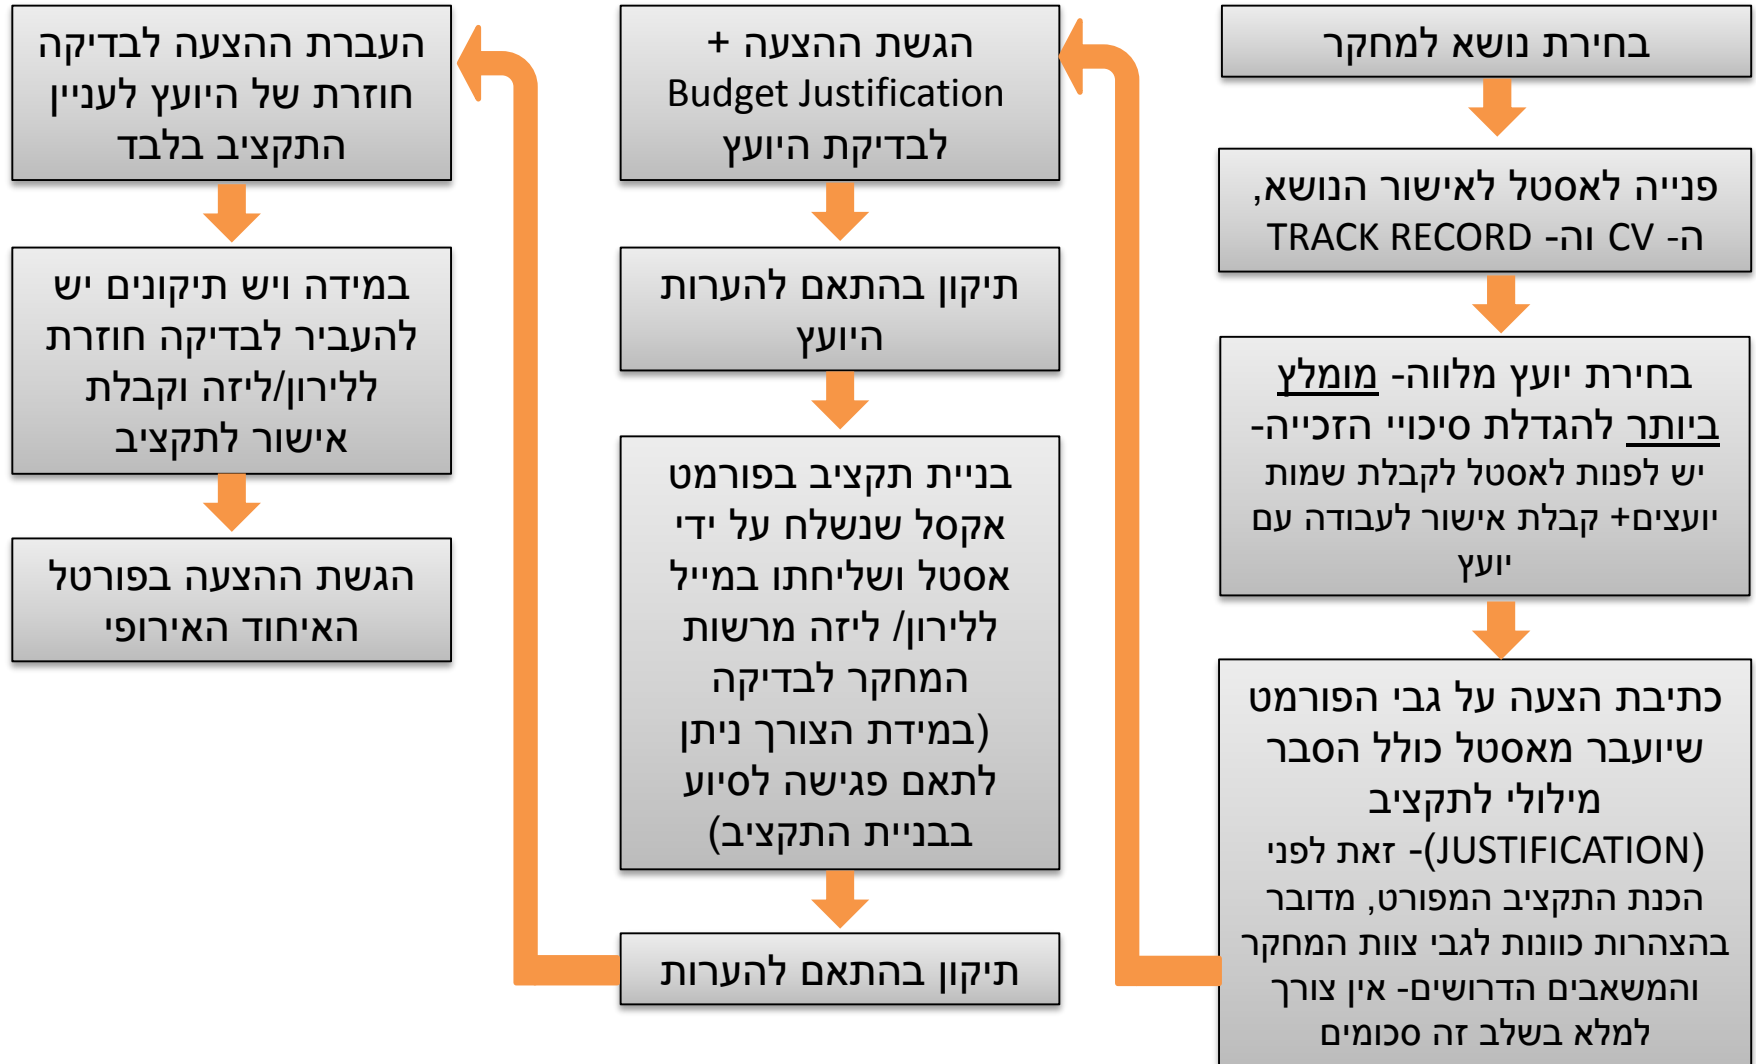 בחירת נושא למחקר
פנייה לאסטל לאישור הנושא,
ה- CV וה- TRACK RECORD
בחירת יועץ מלווה- מומלץ
ביותר להגדלת סיכויי הזכייה-
יש לפנות לאסטל לקבלת שמות
יועצים+ קבלת אישור לעבודה עם
יועץ
כתיבת הצעה על גבי הפורמט
שיועבר מאסטל כולל הסבר
מילולי לתקציב
(JUSTIFICATION)- זאת לפני
הכנת התקציב המפורט, מדובר
בהצהרות כוונות לגבי צוות המחקר
והמשאבים הדרושים- אין צורך
למלא בשלב זה סכומים
הגשת ההצעה +
Budget Justification
לבדיקת היועץ
תיקון בהתאם להערות
היועץ
בניית תקציב בפורמט
אקסל שנשלח על ידי
אסטל ושליחתו במייל
ללירון/ ליזה מרשות
המחקר לבדיקה
(במידת הצורך ניתן
לתאם פגישה לסיוע
בבניית התקציב)
תיקון בהתאם להערות
העברת ההצעה לבדיקה
חוזרת של היועץ לעניין
התקציב בלבד
במידה ויש תיקונים יש
להעביר לבדיקה חוזרת
ללירון/ליזה וקבלת
אישור לתקציב
הגשת ההצעה בפורטל
האיחוד האירופי